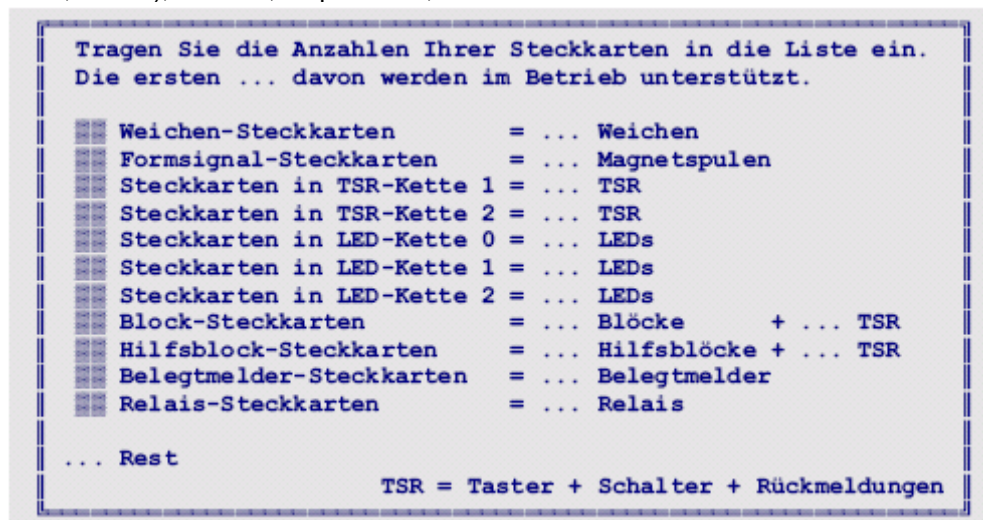 Tragen Sie die Anzahlen Ihrer Steckkarten in die Liste ein.
Die ersten ... davon werden im Betrieb unterstützt.
Weichen-Steckkarten = ... Weichen
Formsignal-Steckkarten = ... Magnetspulen
Steckkarten in TSR-Kette 1 = ... TSR
Steckkarten in TSR-Kette 2 = ... TSR
Steckkarten in LED-Kette 0 = ... LEDs
Steckkarten in LED-Kette 1 = ... LEDs
Steckkarten in LED-Kette 2 = ... LEDs
Block-Steckkarten = ... Blöcke + ... TSR
Hilfsblock-Steckkarten = ... Hilfsblöcke + ... TSR
Belegtmelder-Steckkarten = ... Belegtmelder
Relais-Steckkarten = ... Relais
... Rest
TSR = Taster + Schalter + Rückmeldungen